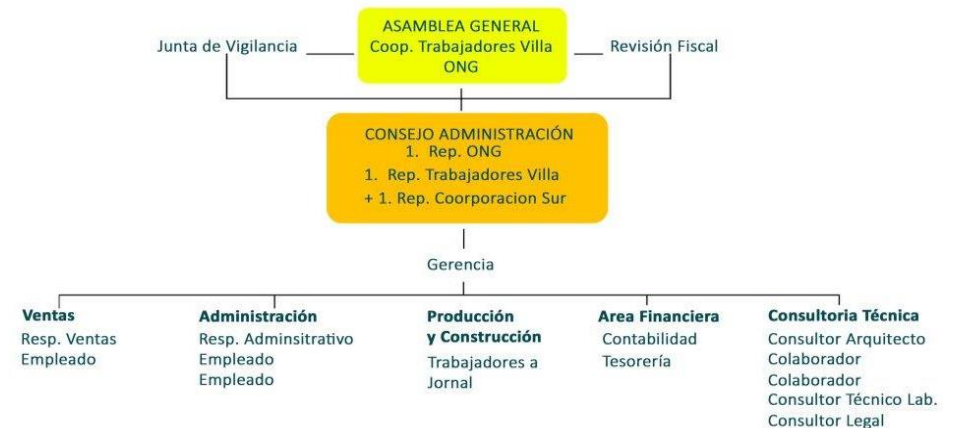 ASAMBLEA GENERAL
Coop. Trabajadores Villa
ONG
Junta de Vigilancia
Revisión Fiscal
CONSEJO ADMINISTRACIÓN
1. Rep. ONG
1. Rep. Trabajadores Villa
+ 1. Rep. Coorporacion Sur
Gerencia
Ventas
Resp. Ventas
Empleado
Administración
Resp. Adminsitrativo
Empleado
Empleado
Producción
y Construcción
Trabajadores a
Jornal
Area Financiera
Contabilidad
Tesorería
Consultoria Técnica
Consultor Arquitecto
Colaborador
Colaborador
Consultor Técnico Lab.
Consultor Legal